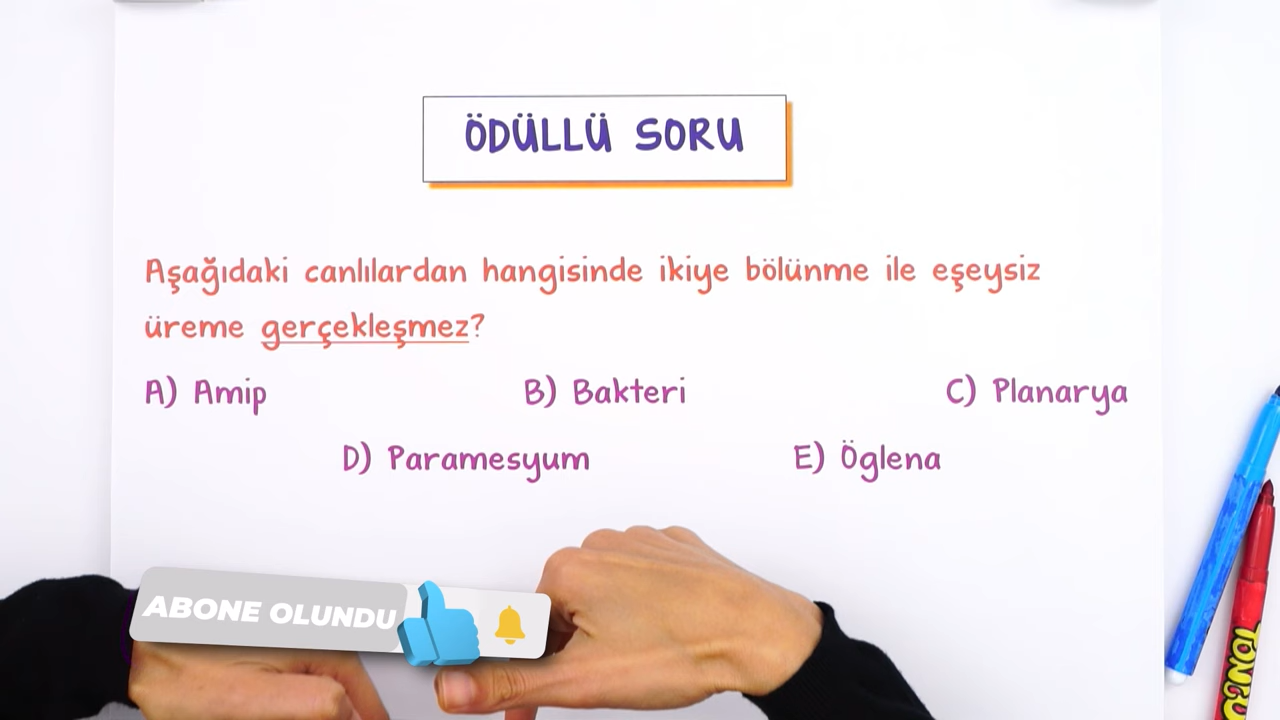 ÖDÜLLÜ SORU
Aşağıdaki canlılardan hangisinde ikiye bölünme ile eşeysiz
üreme gerçekleşmez?
A) Amip B) Bakteri C) Planarya
D) Paramesyum E) Öglena
ABONE OLUNDU